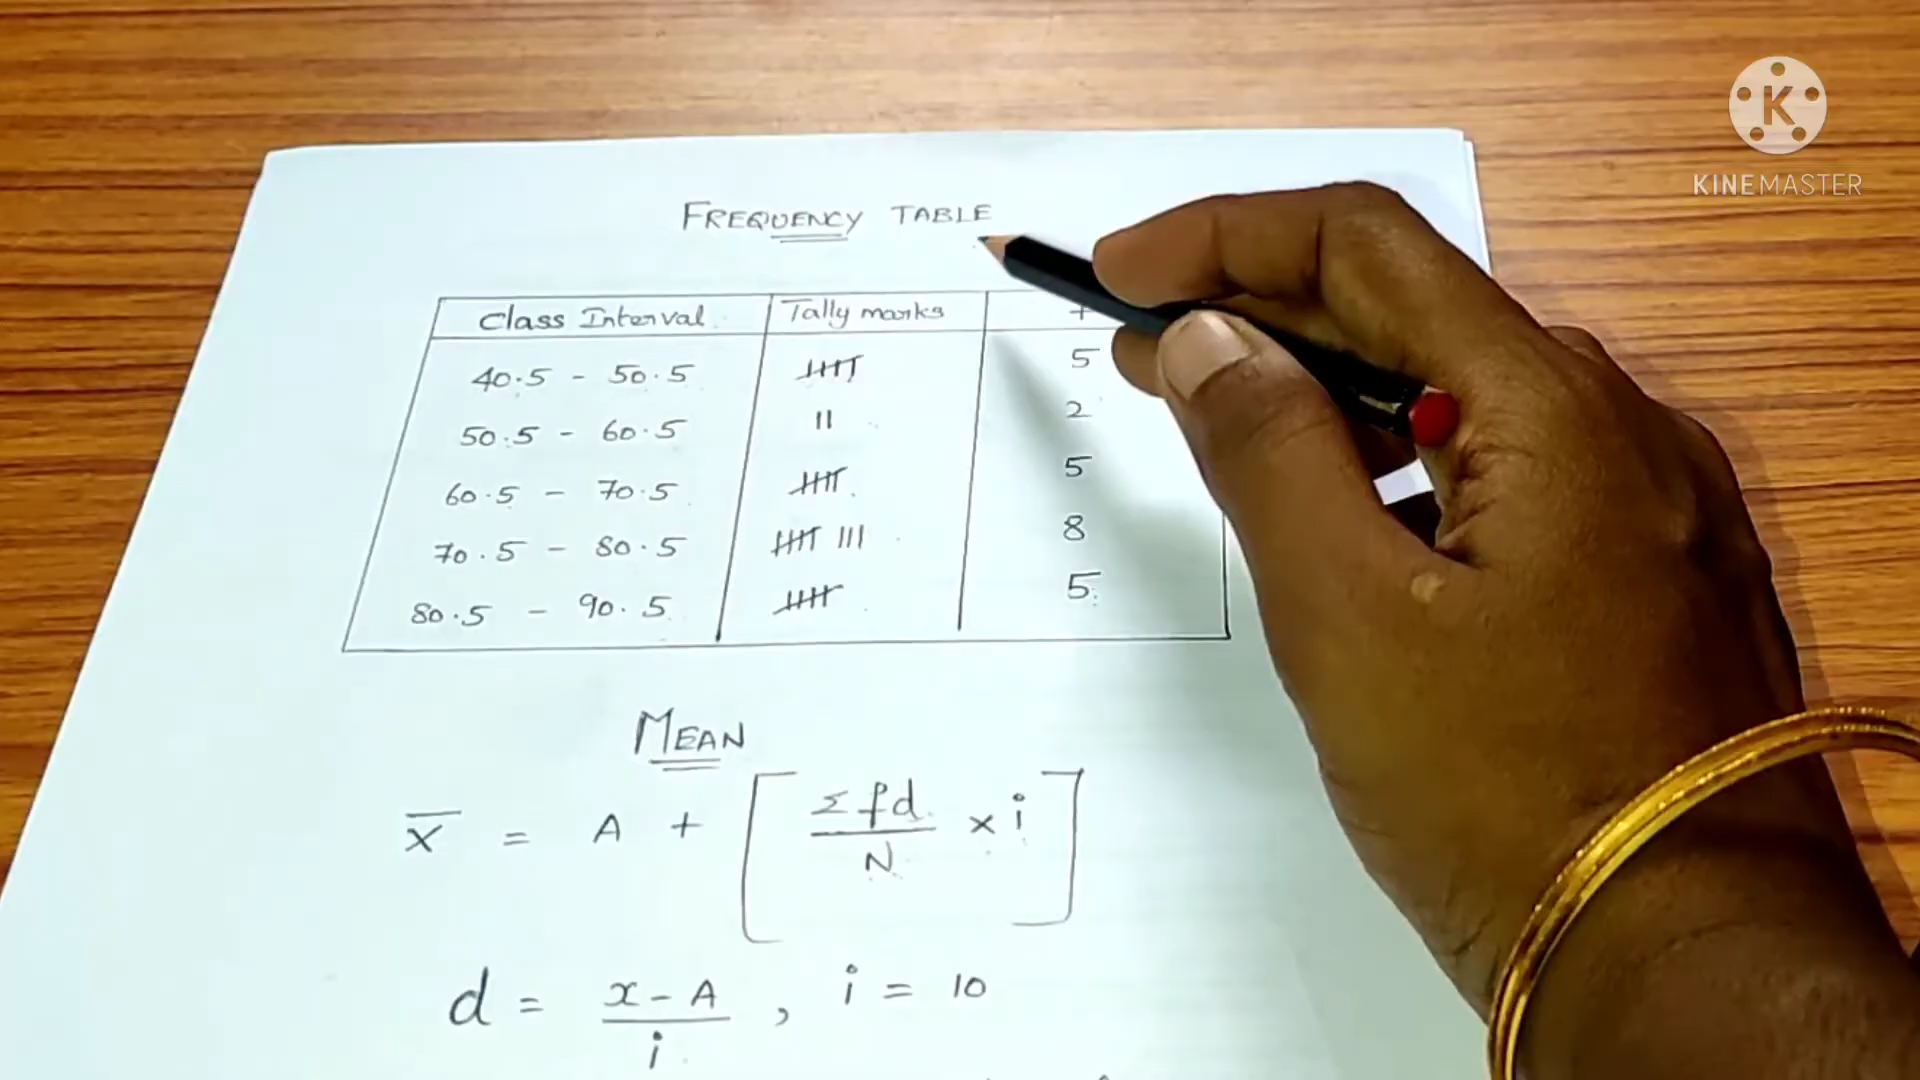 KINEMASTER
FREQUENCY TABLE
Class Interval Tally marks
40.5 - 50.5 5
50.5 - 60.5 || 2
60.5 - 70.5 5
70.5 - 80.5 ||| 8
80.5 - 90.5 5
MEAN
x̄ = A + [ Σfd / N × i ]
d = x - A / i , i = 10